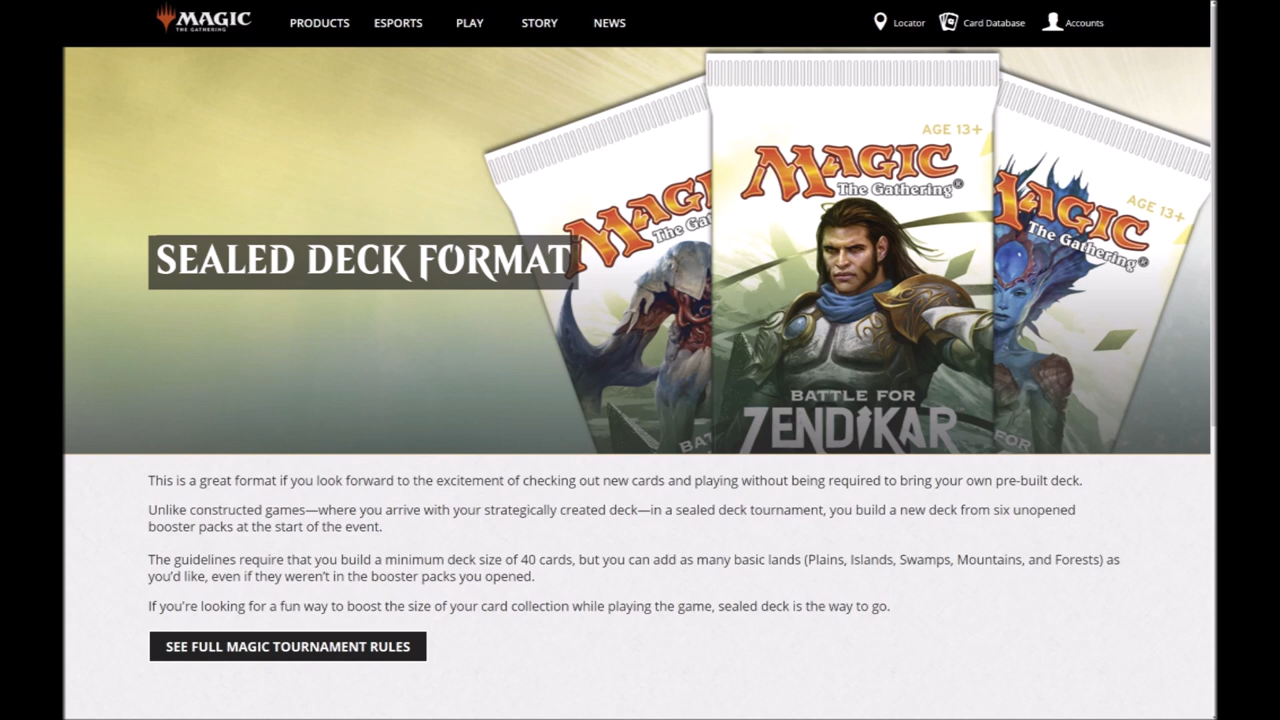 MAGIC
THE GATHERING
PRODUCTS ESPORTS PLAY STORY NEWS
Locator Card Database Accounts
SEALED DECK FORMAT
MAGI
The Gat
BAT
AGE 13+
MAGIC
The Gathering®
BATTLE FOR
ZENDIKAR
AGE 13+
MAGIC
The Gathering®
FOR
This is a great format if you look forward to the excitement of checking out new cards and playing without being required to bring your own pre-built deck.
Unlike constructed games—where you arrive with your strategically created deck—in a sealed deck tournament, you build a new deck from six unopened
booster packs at the start of the event.
The guidelines require that you build a minimum deck size of 40 cards, but you can add as many basic lands (Plains, Islands, Swamps, Mountains, and Forests) as
you'd like, even if they weren't in the booster packs you opened.
If you're looking for a fun way to boost the size of your card collection while playing the game, sealed deck is the way to go.
SEE FULL MAGIC TOURNAMENT RULES